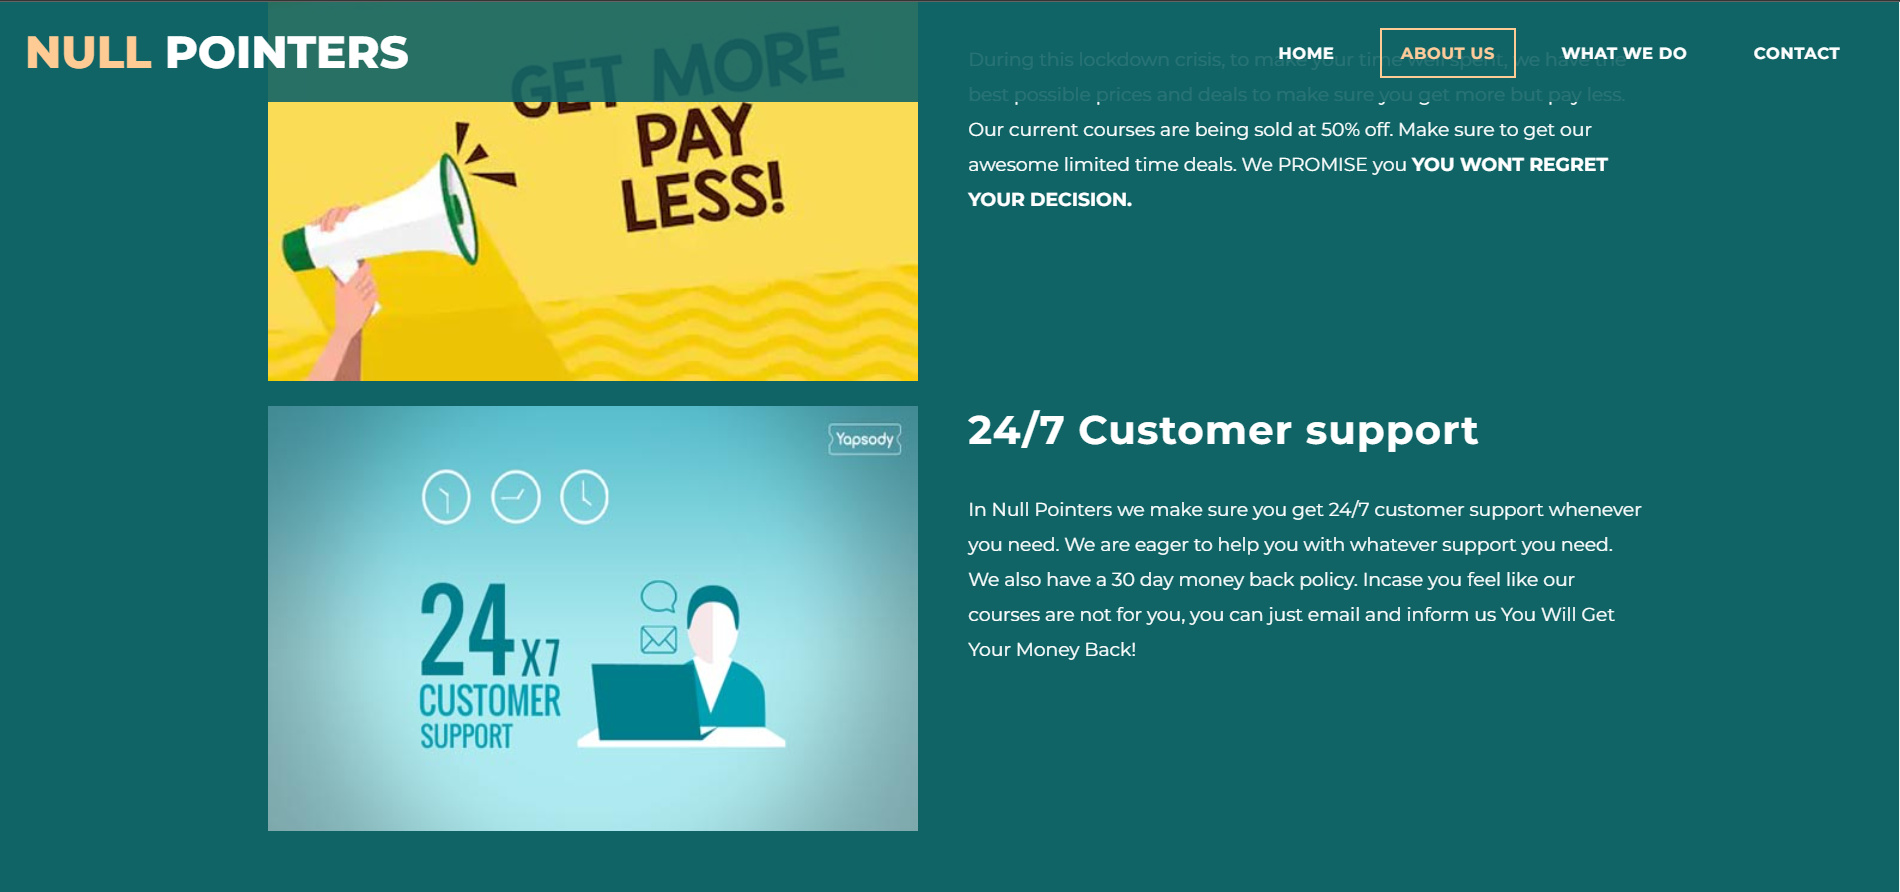 NULL POINTERS
HOME
ABOUT US
WHAT WE DO
CONTACT
GET MORE
PAY
LESS!
During this lockdown crisis, to make your time well spent, we have the
best possible prices and deals to make sure you get more but pay less.
Our current courses are being sold at 50% off. Make sure to get our
awesome limited time deals. We PROMISE you YOU WONT REGRET
YOUR DECISION.
Yapsody
24 X7
CUSTOMER
SUPPORT
24/7 Customer support
In Null Pointers we make sure you get 24/7 customer support whenever
you need. We are eager to help you with whatever support you need.
We also have a 30 day money back policy. Incase you feel like our
courses are not for you, you can just email and inform us You Will Get
Your Money Back!